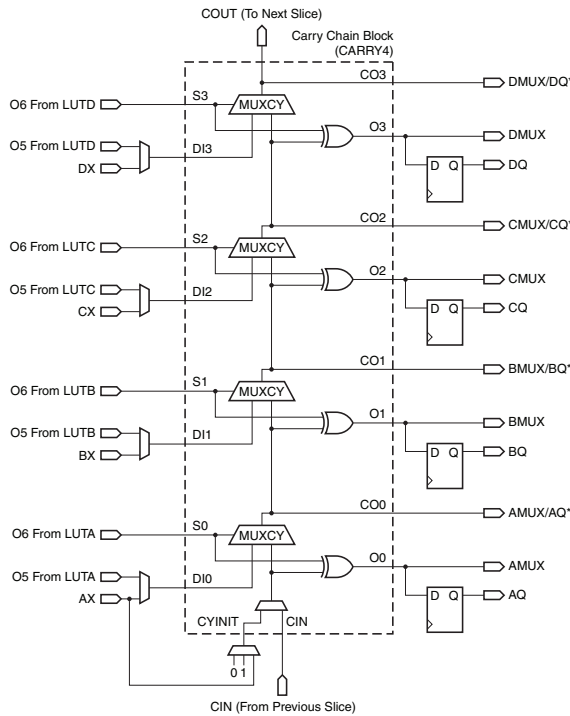 COUT (To Next Slice)
Carry Chain Block
(CARRY4)
CO3
DMUX/DQ*
O6 From LUTD
S3
MUXCY
O3
DMUX
O5 From LUTD
DI3
DX
D Q
DQ
CO2
CMUX/CQ*
O6 From LUTC
S2
MUXCY
O2
CMUX
O5 From LUTC
DI2
CX
D Q
CQ
CO1
BMUX/BQ*
O6 From LUTB
S1
MUXCY
O1
BMUX
O5 From LUTB
DI1
BX
D Q
BQ
CO0
AMUX/AQ*
O6 From LUTA
S0
MUXCY
O0
AMUX
O5 From LUTA
DI0
AX
D Q
AQ
CYINIT
CIN
0 1
CIN (From Previous Slice)